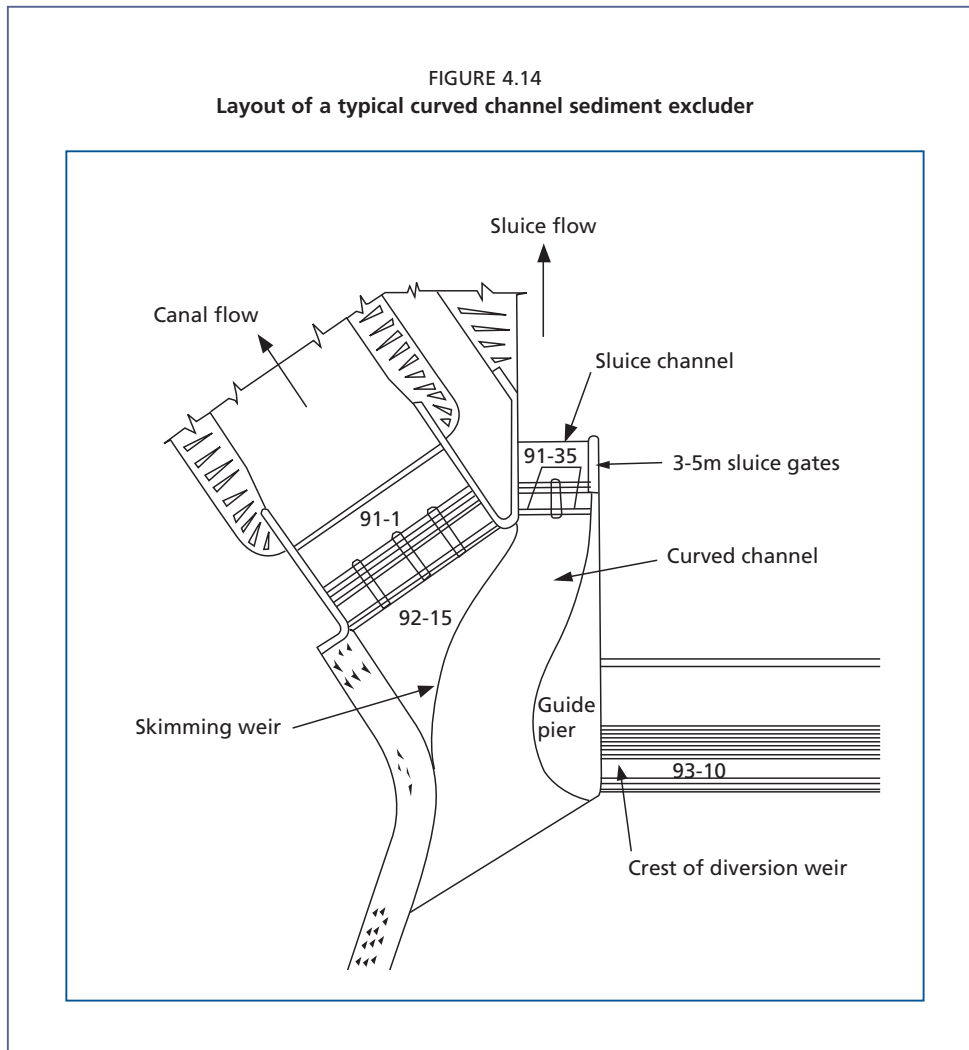 FIGURE 4.14
Layout of a typical curved channel sediment excluder
Sluice flow
Canal flow
Sluice channel
91-35
3-5m sluice gates
91-1
Curved channel
92-15
Skimming weir
Guide
pier
93-10
Crest of diversion weir